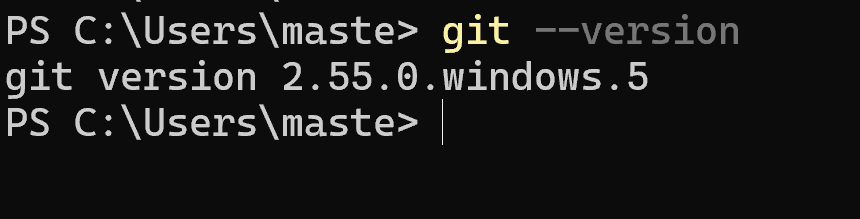 PS C:\Users\maste> git --version
git version 2.55.0.windows.5
PS C:\Users\maste>